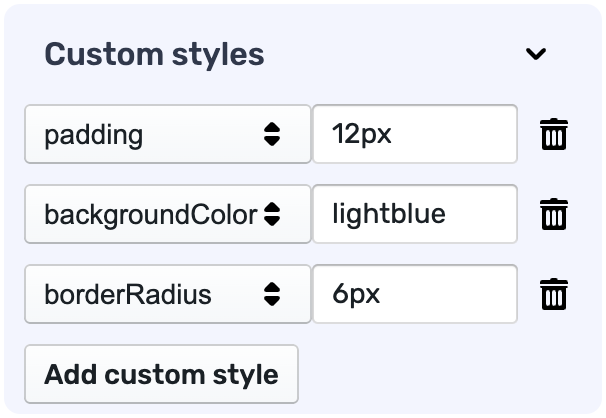 Custom styles
padding 12px
backgroundColor lightblue
borderRadius 6px
Add custom style